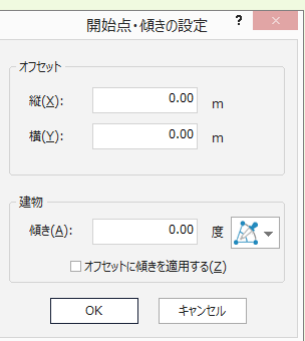 開始点・傾きの設定 ?
オフセット
縦(X): 0.00 m
横(Y): 0.00 m
建物
傾き(A): 0.00 度
オフセットに傾きを適用する(Z)
OK キャンセル